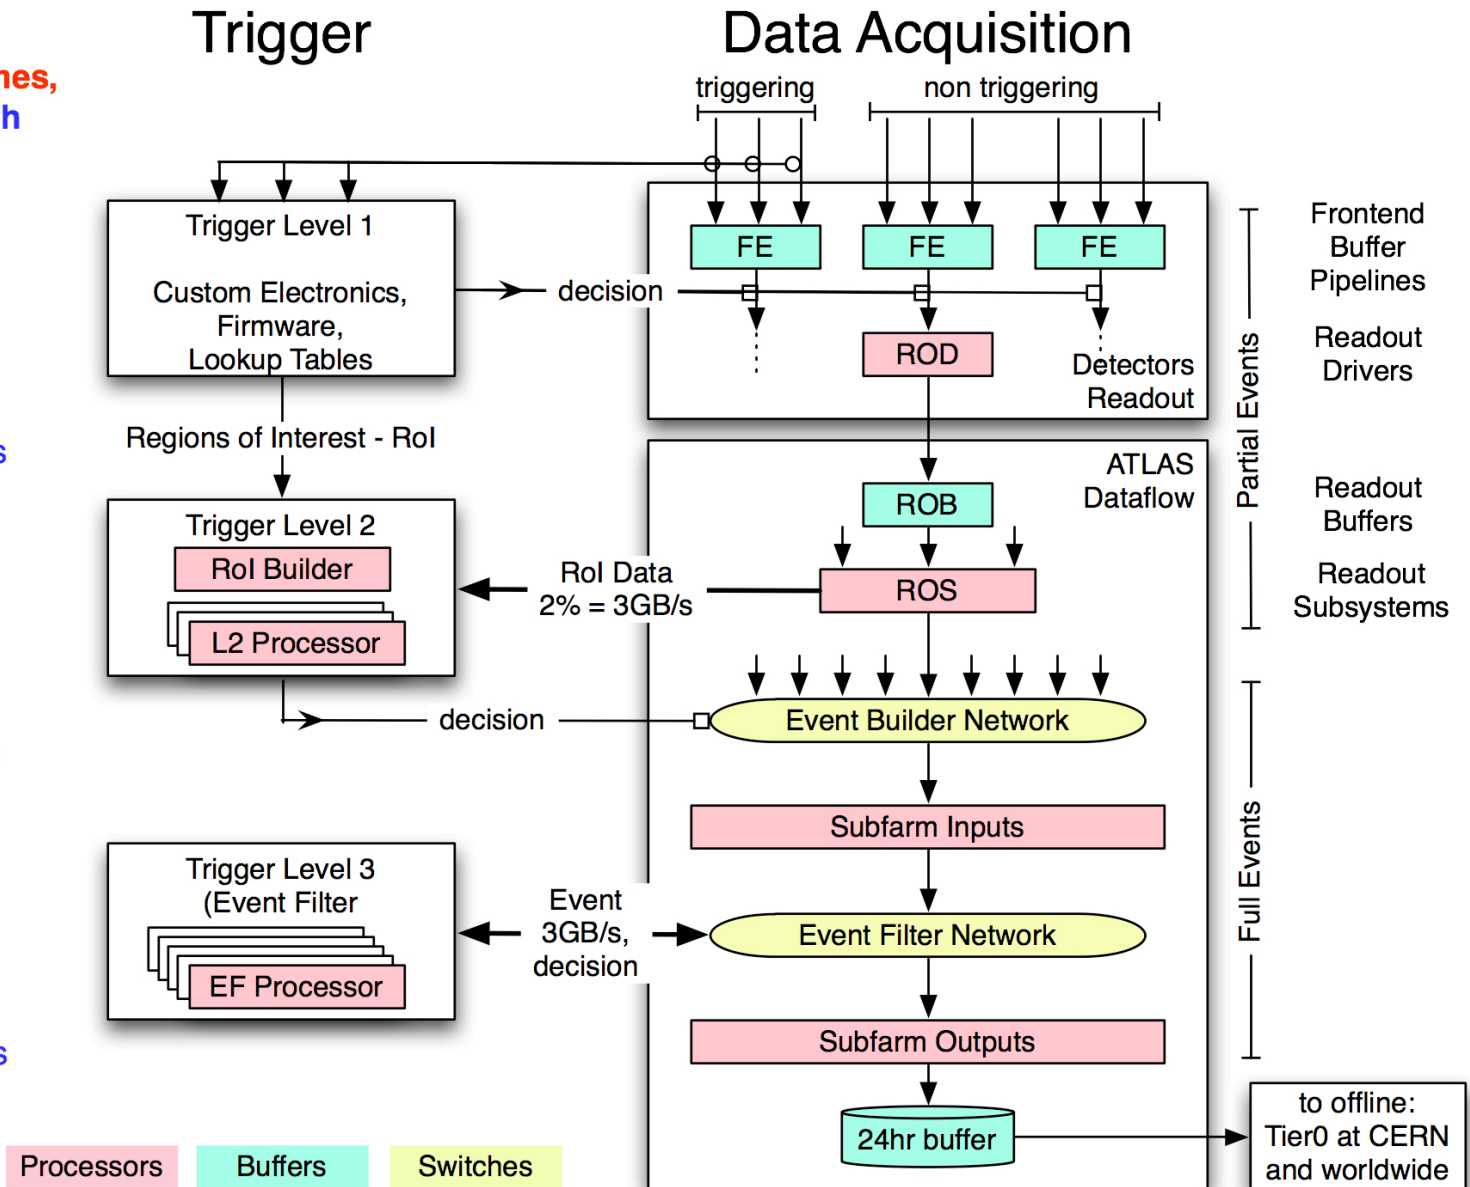 Trigger
Data Acquisition
triggering
non triggering
Trigger Level 1
Custom Electronics,
Firmware,
Lookup Tables
decision
FE
FE
FE
ROD
Detectors
Readout
Frontend
Buffer
Pipelines
Readout
Drivers
Partial Events
Regions of Interest - RoI
ATLAS
Dataflow
ROB
Readout
Buffers
Trigger Level 2
RoI Builder
L2 Processor
RoI Data
2% = 3GB/s
ROS
Readout
Subsystems
decision
Event Builder Network
Subfarm Inputs
Full Events
Trigger Level 3
(Event Filter
EF Processor
Event
3GB/s,
decision
Event Filter Network
Subfarm Outputs
24hr buffer
to offline:
Tier0 at CERN
and worldwide
Processors
Buffers
Switches